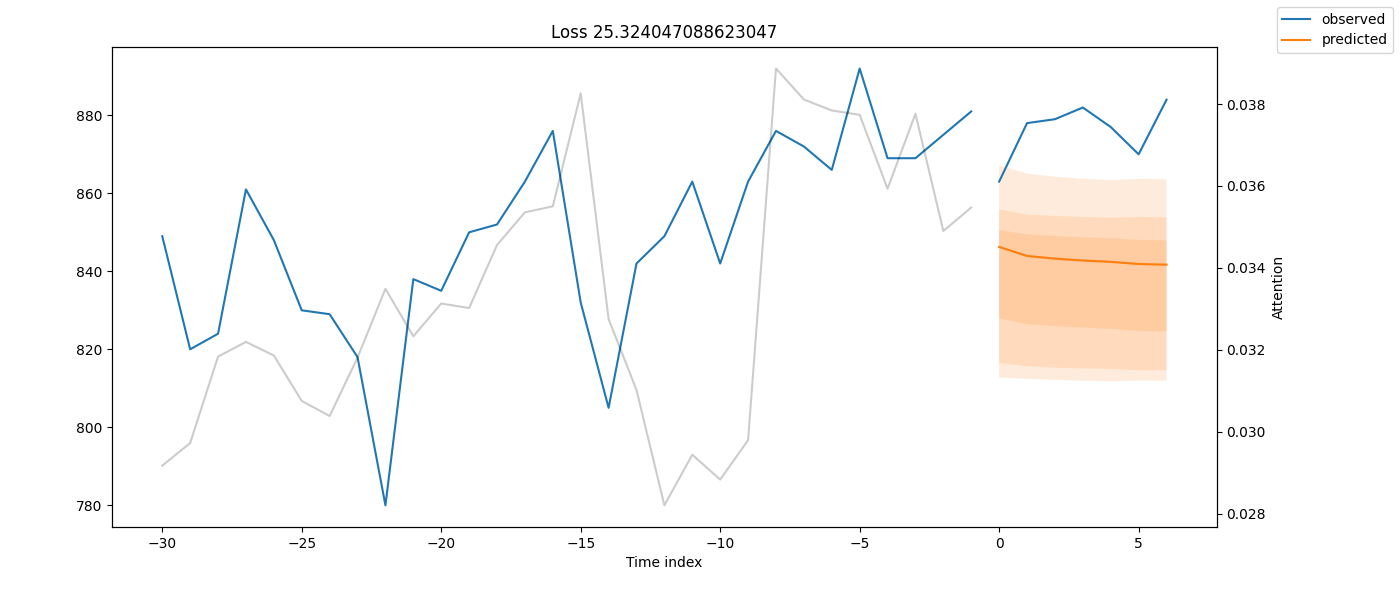 Loss 25.324047088623047
observed
predicted
880
860
840
820
800
780
0.038
0.036
0.034
0.032
0.030
0.028
Attention
−30 −25 −20 −15 −10 −5 0 5
Time index